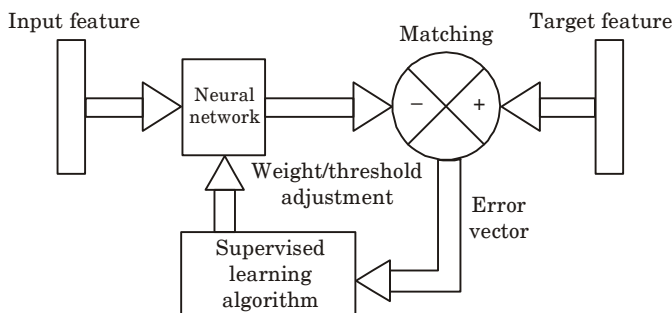 Input feature
Matching
Target feature
Neural
network
−
+
Weight/threshold
adjustment
Error
vector
Supervised
learning
algorithm